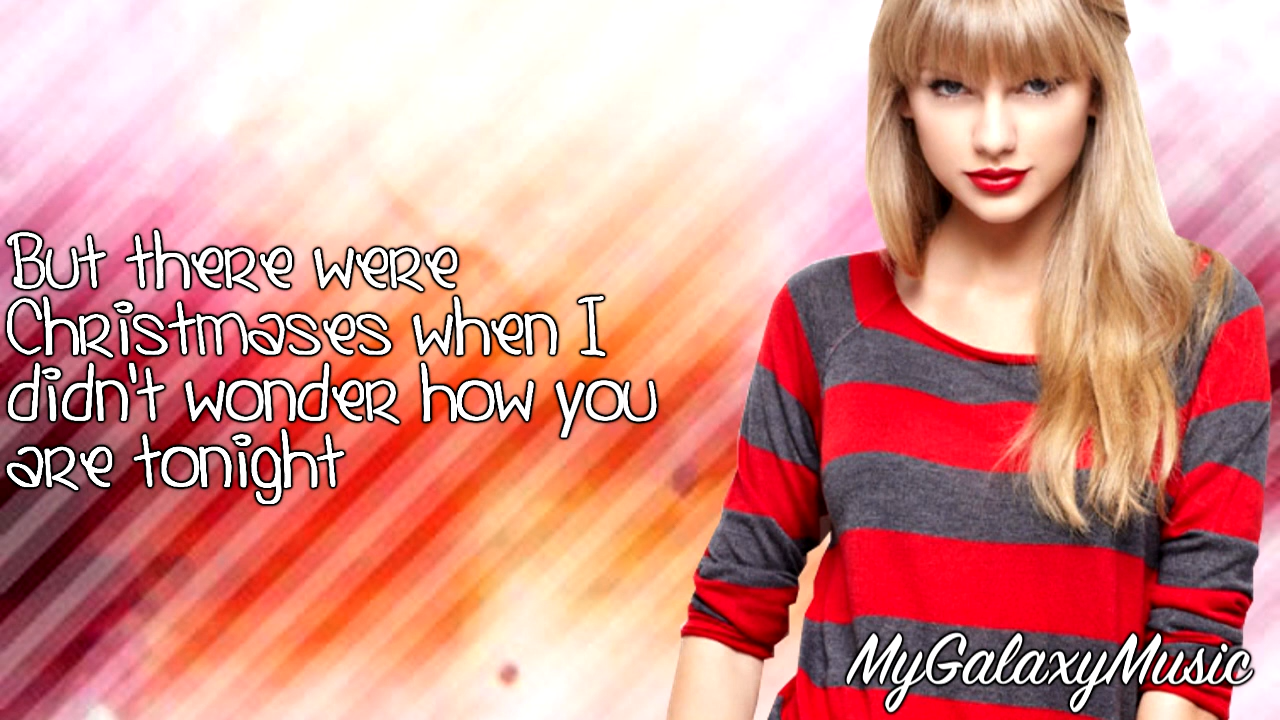 But there were
Christmases when I
didn't wonder how you
are tonight
MyGalaxyMusic